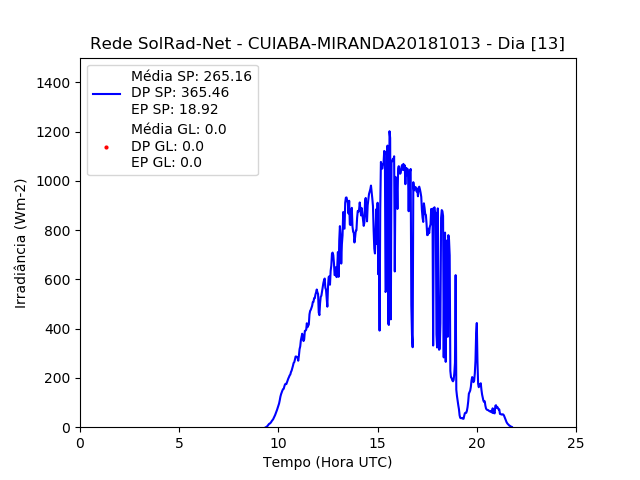 Rede SolRad-Net - CUIABA-MIRANDA20181013 - Dia [13]
Média SP: 265.16
DP SP: 365.46
EP SP: 18.92
Média GL: 0.0
DP GL: 0.0
EP GL: 0.0
Irradiância (Wm-2)
1400
1200
1000
800
600
400
200
0
0 5 10 15 20 25
Tempo (Hora UTC)